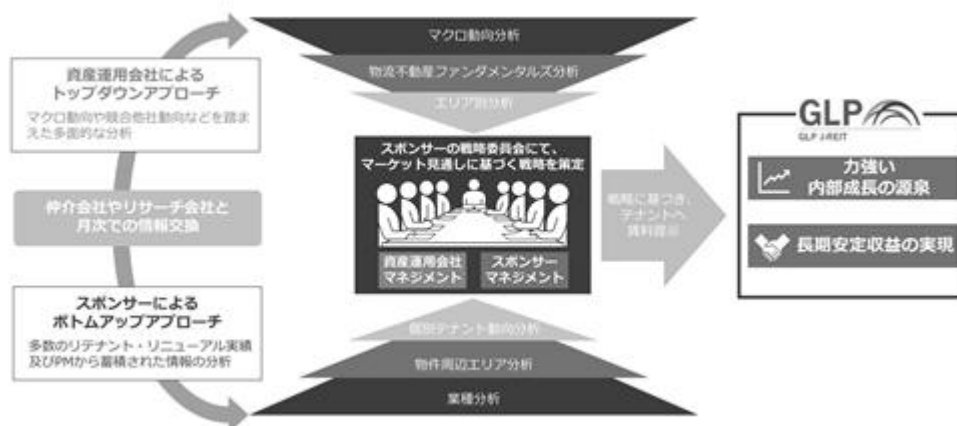 マクロ動向分析
物流不動産ファンダメンタルズ分析
エリア別分析
資産運用会社による
トップダウンアプローチ
マクロ動向や競合他社動向などを踏ま
えた多面的な分析
仲介会社やリサーチ会社と
月次での情報交換
スポンサーによる
ボトムアップアプローチ
多数のリテナント・リニューアル実績
及びPMから蓄積された情報の分析
スポンサーの戦略委員会にて、
マーケット見通しに基づく戦略を策定
資産運用会社
マネジメント
スポンサー
マネジメント
個別テナント動向分析
物件周辺エリア分析
業種分析
戦略に基づき、
テナントへ
賃料提示
GLP
GLP J-REIT
力強い
内部成長の源泉
長期安定収益の実現